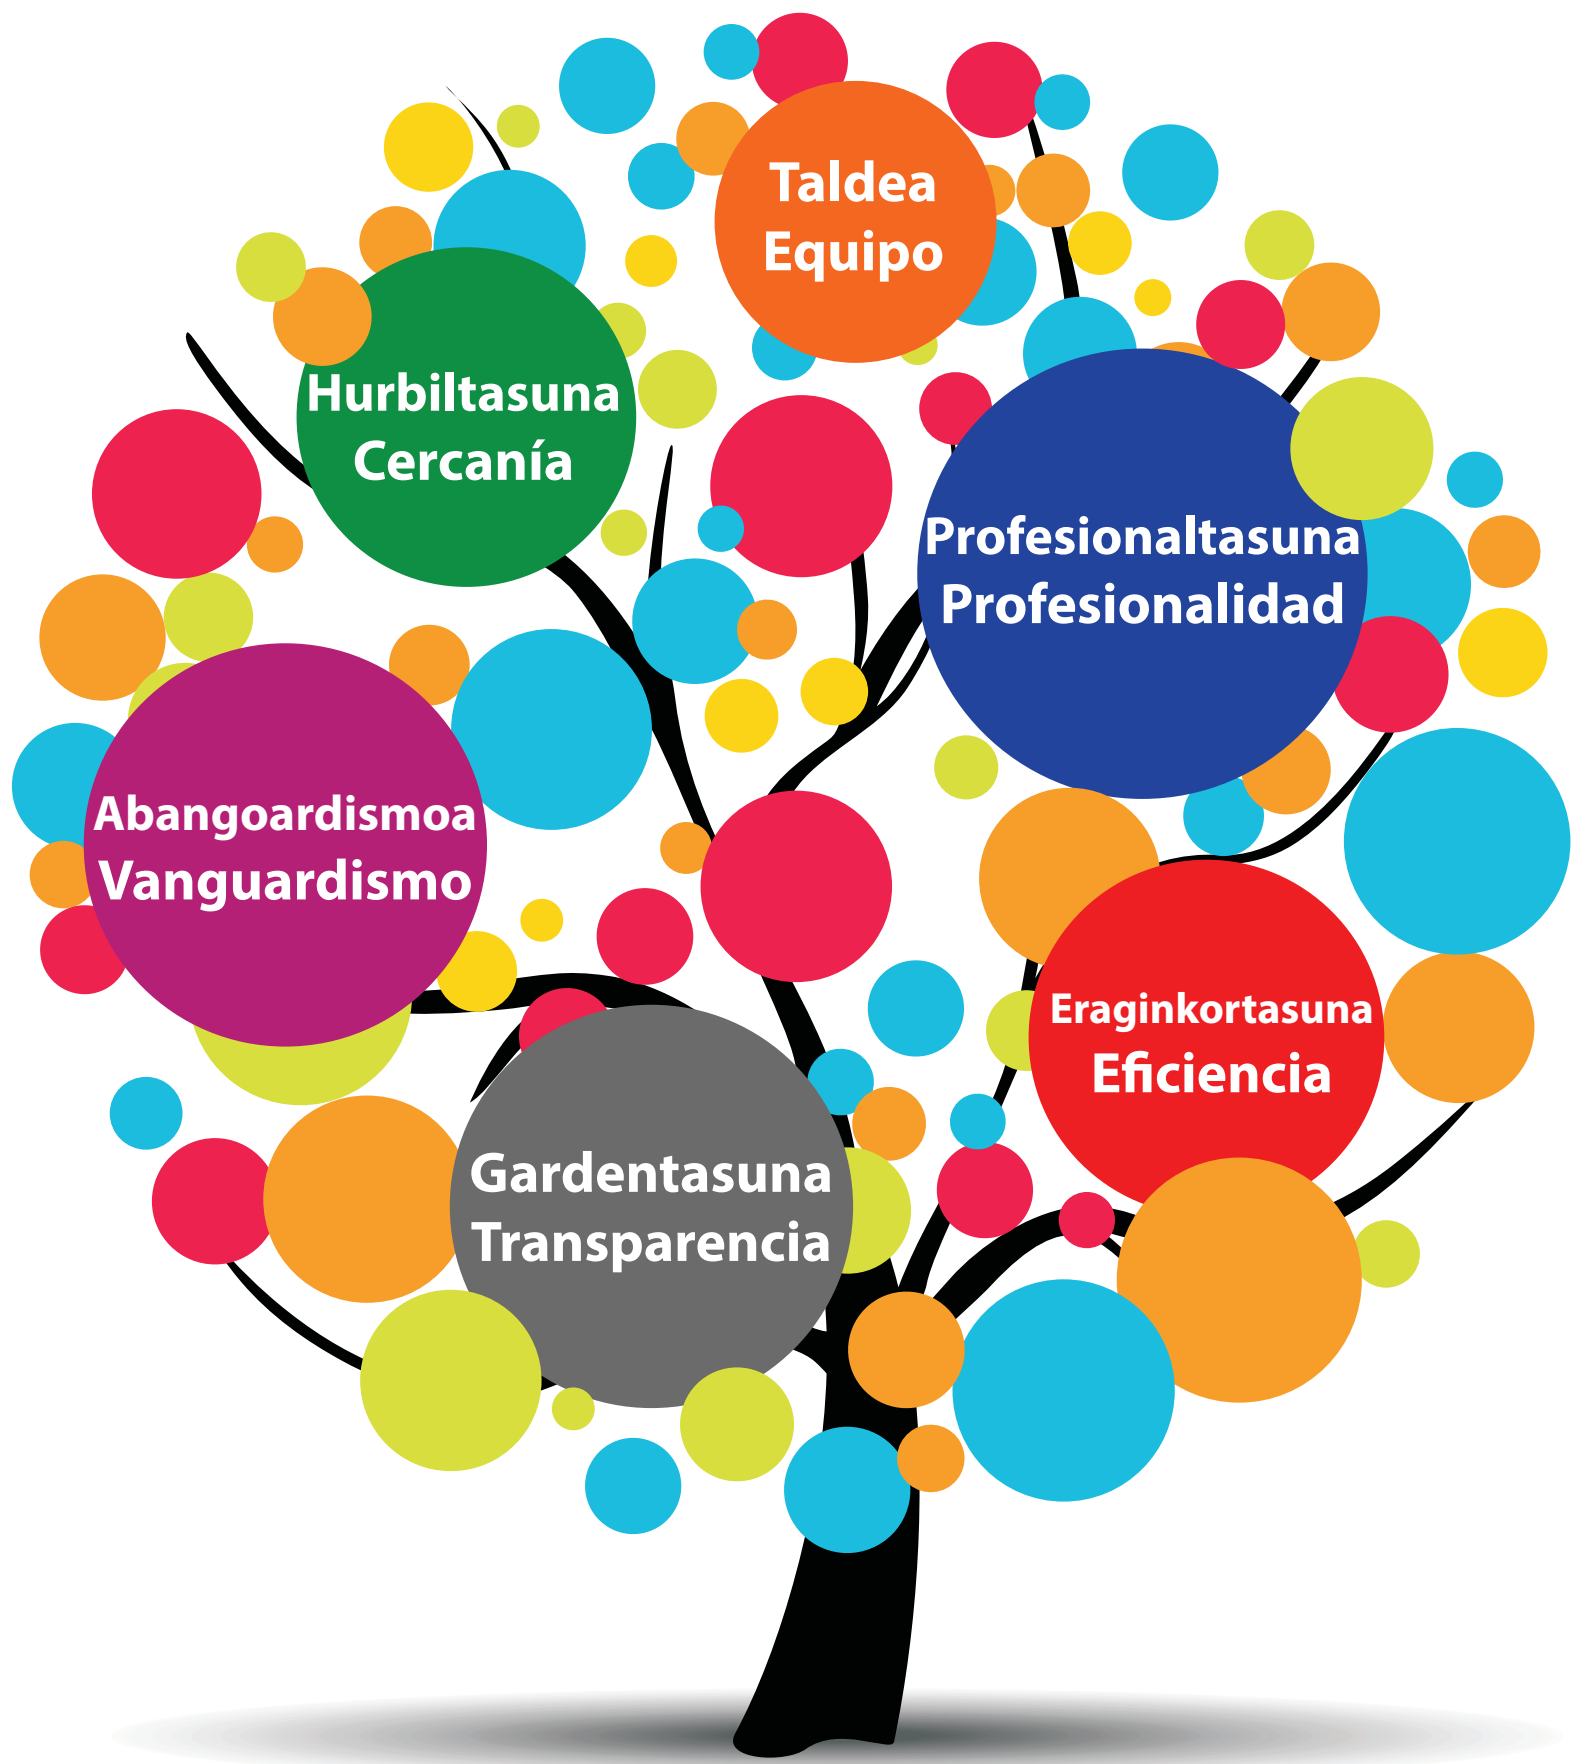 Taldea
Equipo
Hurbiltasuna
Cercanía
Profesionaltasuna
Profesionalidad
Abangoardismoa
Vanguardismo
Eraginkortasuna
Eficiencia
Gardentasuna
Transparencia